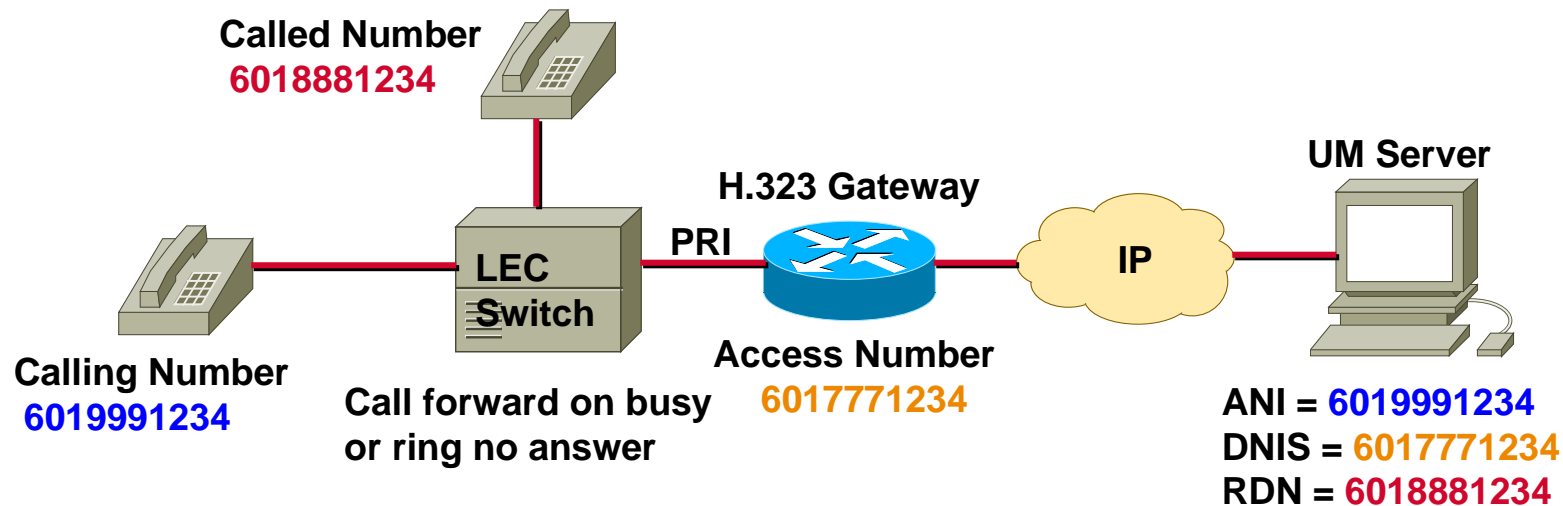 Called Number
6018881234
UM Server
H.323 Gateway
PRI
IP
LEC
Switch
Calling Number
6019991234
Call forward on busy
or ring no answer
Access Number
6017771234
ANI = 6019991234
DNIS = 6017771234
RDN = 6018881234